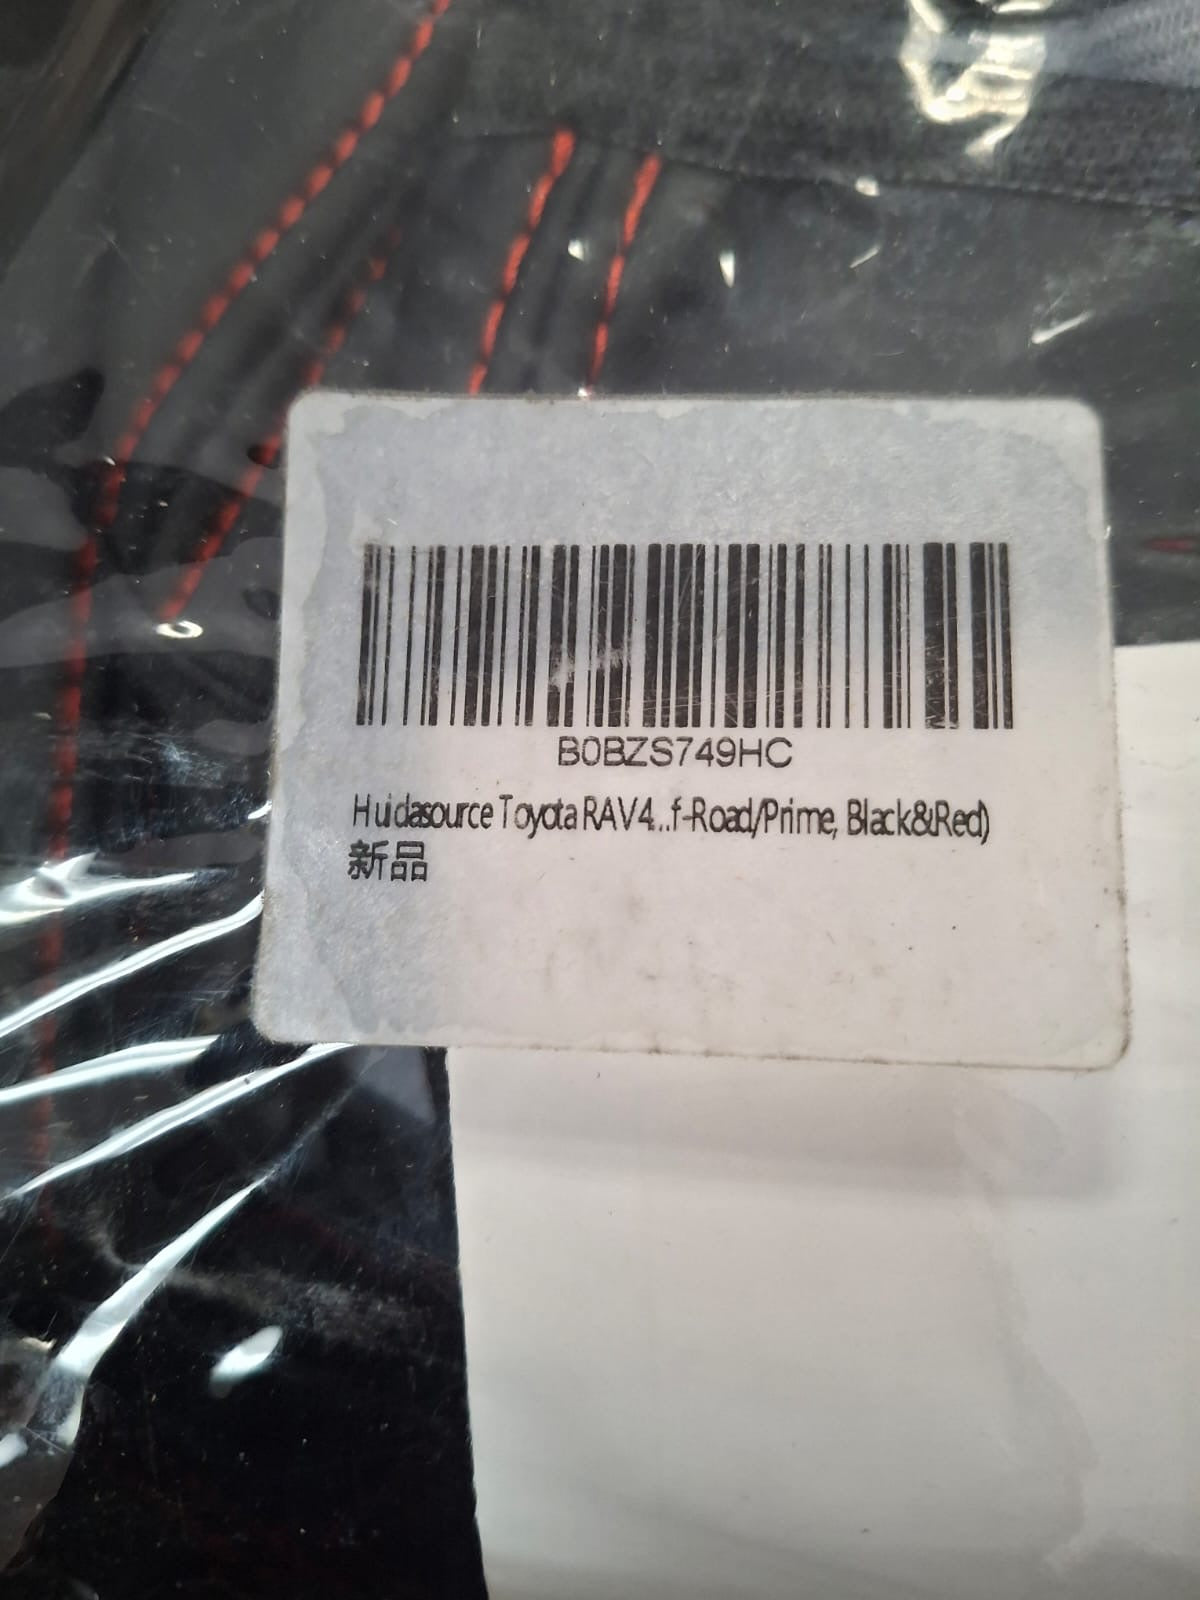 B0BZS749HC
Huidasource Toyota RAV4...f-Road/Prime, Black&Red)
新品